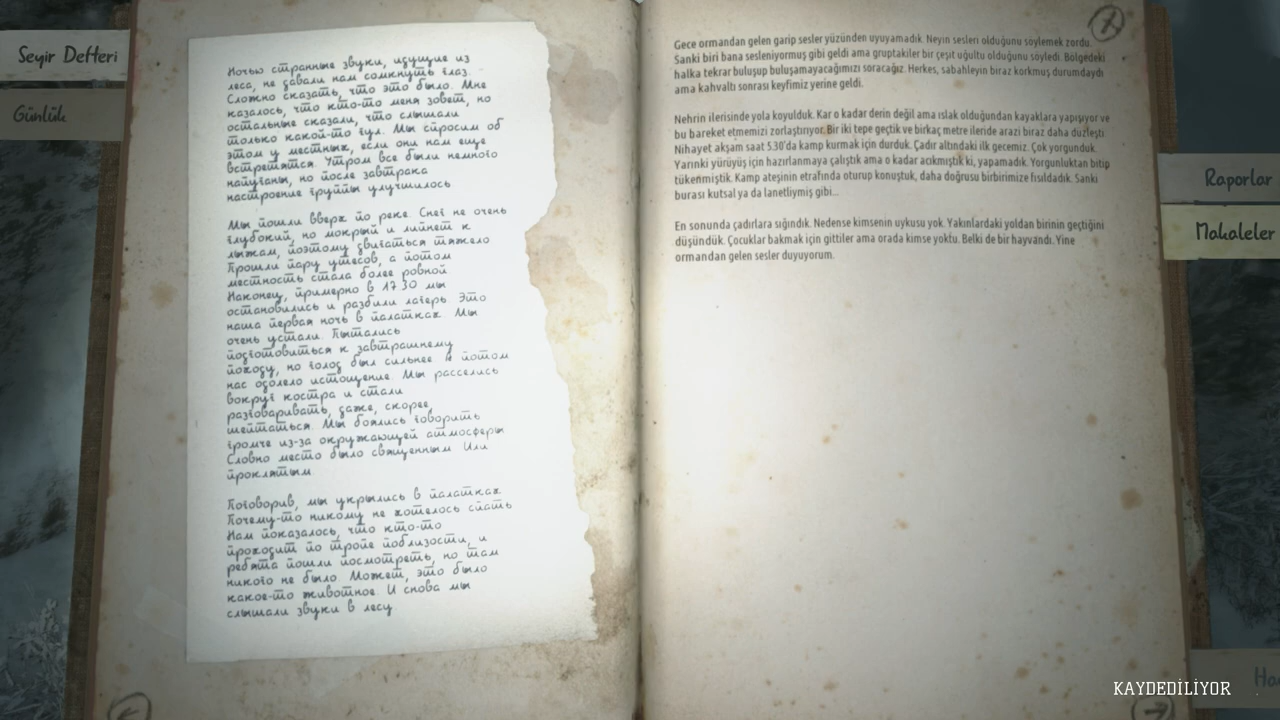 Seyir Defteri
Günlük
Ночью странные звуки, идущие из
леса, не давали нам сомкнуть глаз.
Сложно сказать, что это было. Мне
казалось, что кто-то меня зовет, но
остальные сказали, что слышали
только какой-то гул. Мы спросим об
этом у местных, если они нам еще
встретятся. Утром все были немного
напуганы, но после завтрака
настроение группы улучшилось
Мы пошли вверх по реке. Снег не очень
глубокий, но мокрый и липнет к
лыжам, поэтому двигаться тяжело
Прошли пару утесов, а потом
местность стала более ровной.
Наконец, примерно в 17 30 мы
остановились и разбили лагерь. Это
наша первая ночь в палатках. Мы
очень устали. Пытались
подготовиться к завтрашнему
походу, но голод был сильнее и потом
нас одолело истощение. Мы расселись
вокруг костра и стали
разговаривать, даже, скорее,
шептаться. Мы боялись говорить
громче из-за окружающей атмосферы
Словно место было священным. Или
проклятым.
Поговорив, мы укрылись в палатках
Почему-то никому не хотелось спать
Нам показалось, что кто-то
проходит по тропе поблизости, и
ребята пошли посмотреть, но там
никого не было. Может, это было
какое-то животное. И снова мы
слышали звуки в лесу
Gece ormandan gelen garip sesler yüzünden uyuyamadık. Neyin sesleri olduğunu söylemek zordu.
Sanki biri bana sesleniyormuş gibi geldi ama gruptakiler bir çeşit uğultu olduğunu söyledi. Bölgedeki
halka tekrar buluşup buluşamayacağımızı soracağız. Herkes, sabahleyin biraz korkmuş durumdaydı
ama kahvaltı sonrası keyfimiz yerine geldi.
Nehrin ilerisinde yola koyulduk. Kar o kadar derin değil ama ıslak olduğundan kayaklara yapışıyor ve
bu hareket etmemizi zorlaştırıyor. Bir iki tepe geçtik ve birkaç metre ileride arazi biraz daha düzleşti
Nihayet akşam saat 5:30'da kamp kurmak için durduk. Çadır altındaki ilk gecemiz. Çok yorgunduk.
Yarınki yürüyüş için hazırlanmaya çalıştık ama o kadar acıkmıştık ki, yapamadık. Yorgunluktan bitip
tükenmiştik. Kamp ateşinin etrafında oturup konuştuk, daha doğrusu birbirimize fısıldadık. Sanki
burası kutsal ya da lanetliymiş gibi...
En sonunda çadırlara sığındık. Nedense kimsenin uykusu yok. Yakınlardaki yoldan birinin geçtiğini
düşündük. Çocuklar bakmak için gittiler ama orada kimse yoktu. Belki de bir hayvandı. Yine
ormandan gelen sesler duyuyorum.
Raporlar
Makaleler
KAYDEDİLİYOR